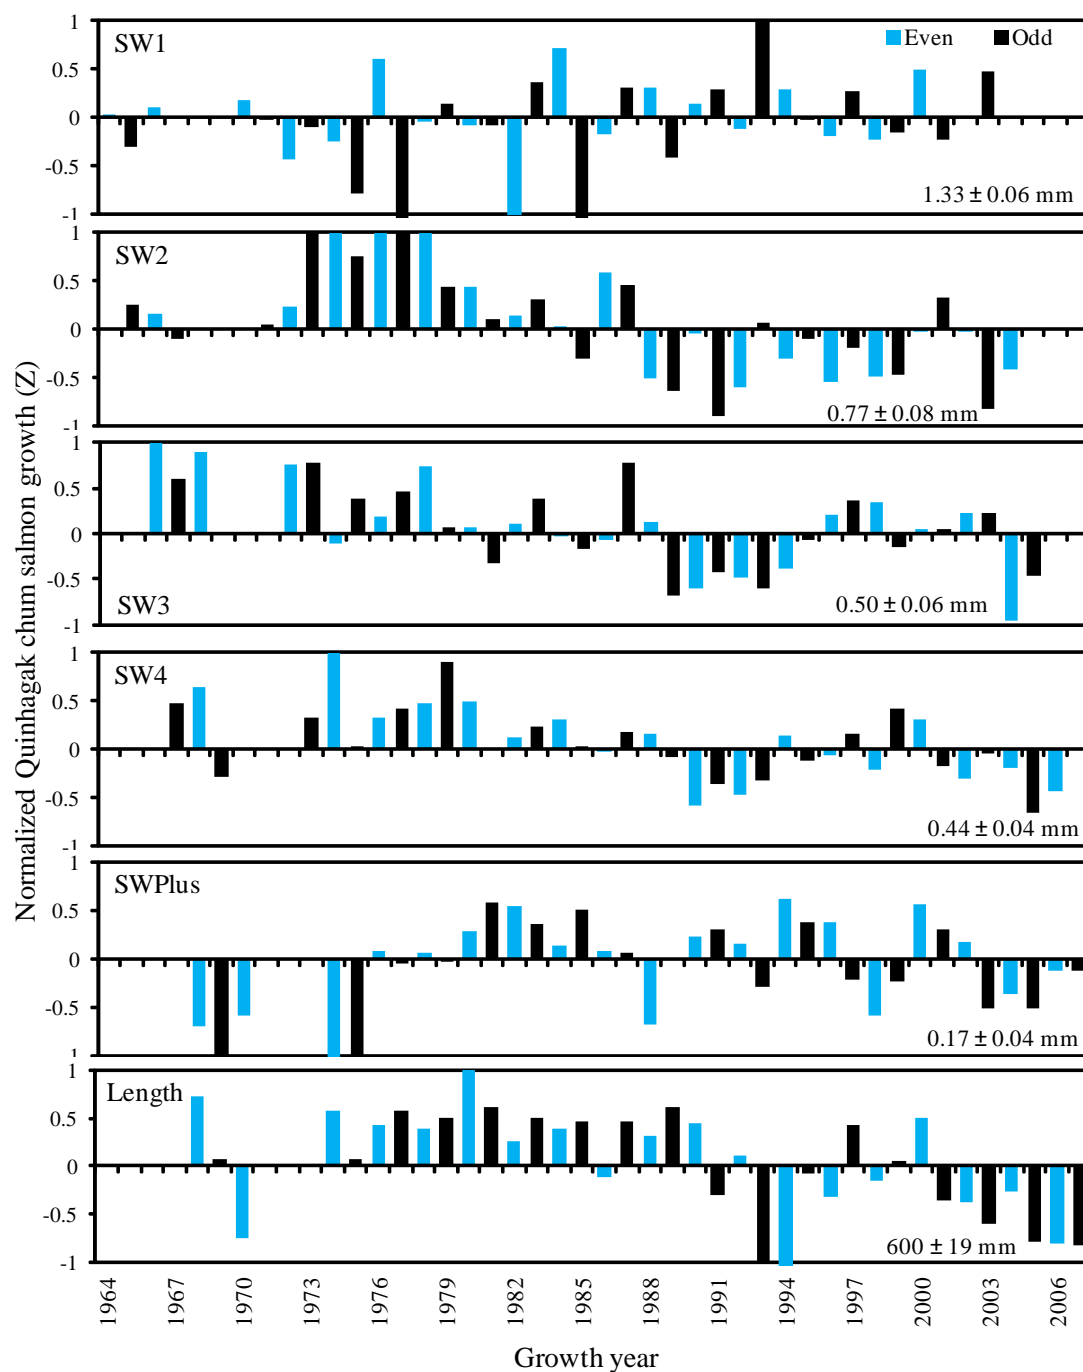 Normalized Quinhagak chum salmon growth (Z)
SW1
Even
Odd
1
0.5
0
-0.5
-1
1.33 ± 0.06 mm
SW2
1
0.5
0
-0.5
-1
0.77 ± 0.08 mm
1
0.5
0
-0.5
-1
SW3
0.50 ± 0.06 mm
SW4
1
0.5
0
-0.5
-1
0.44 ± 0.04 mm
SWPlus
1
0.5
0
-0.5
-1
0.17 ± 0.04 mm
Length
1
0.5
0
-0.5
-1
600 ± 19 mm
1964
1967
1970
1973
1976
1979
1982
1985
1988
1991
1994
1997
2000
2003
2006
Growth year